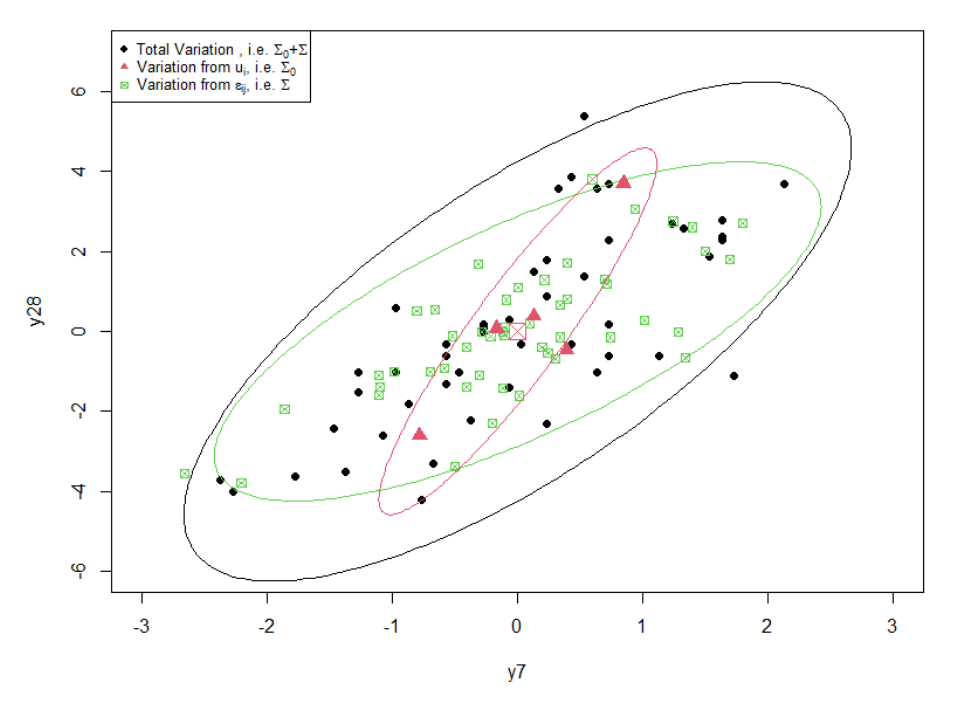 Total Variation , i.e. Σ₀+Σ
Variation from uᵢ, i.e. Σ₀
Variation from εᵢⱼ, i.e. Σ
6
4
2
0
-2
-4
-6
y28
-3 -2 -1 0 1 2 3
y7